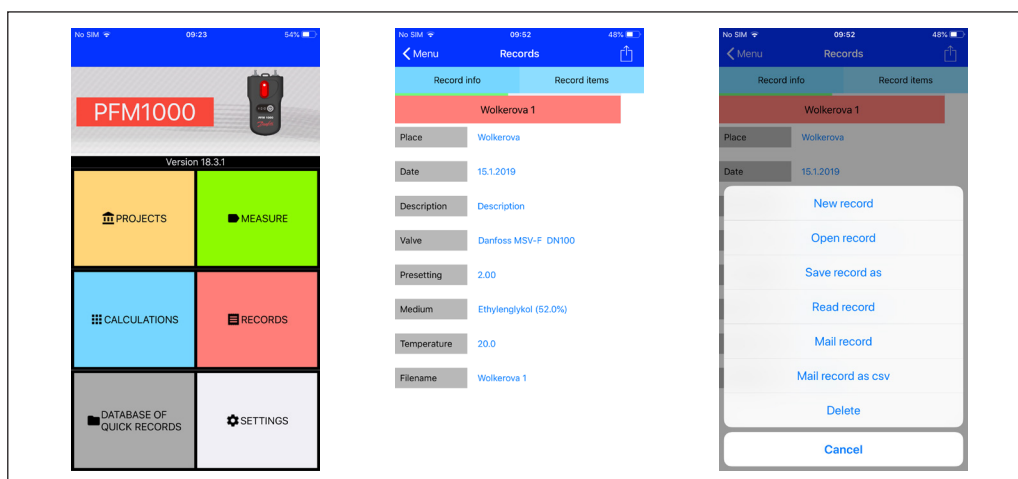 No SIM 09:23 54%
PFM1000
Version 18.3.1
PROJECTS
MEASURE
CALCULATIONS
RECORDS
DATABASE OF
QUICK RECORDS
SETTINGS
No SIM 09:52 48%
Menu Records
Record info Record items
Wolkerova 1
Place Wolkerova
Date 15.1.2019
Description Description
Valve Danfoss MSV-F DN100
Presetting 2.00
Medium Ethylenglykol (52.0%)
Temperature 20.0
Filename Wolkerova 1
No SIM 09:52 48%
Menu Records
Record info Record items
Wolkerova 1
Place Wolkerova
Date 15.1.2019
New record
Open record
Save record as
Read record
Mail record
Mail record as csv
Delete
Cancel